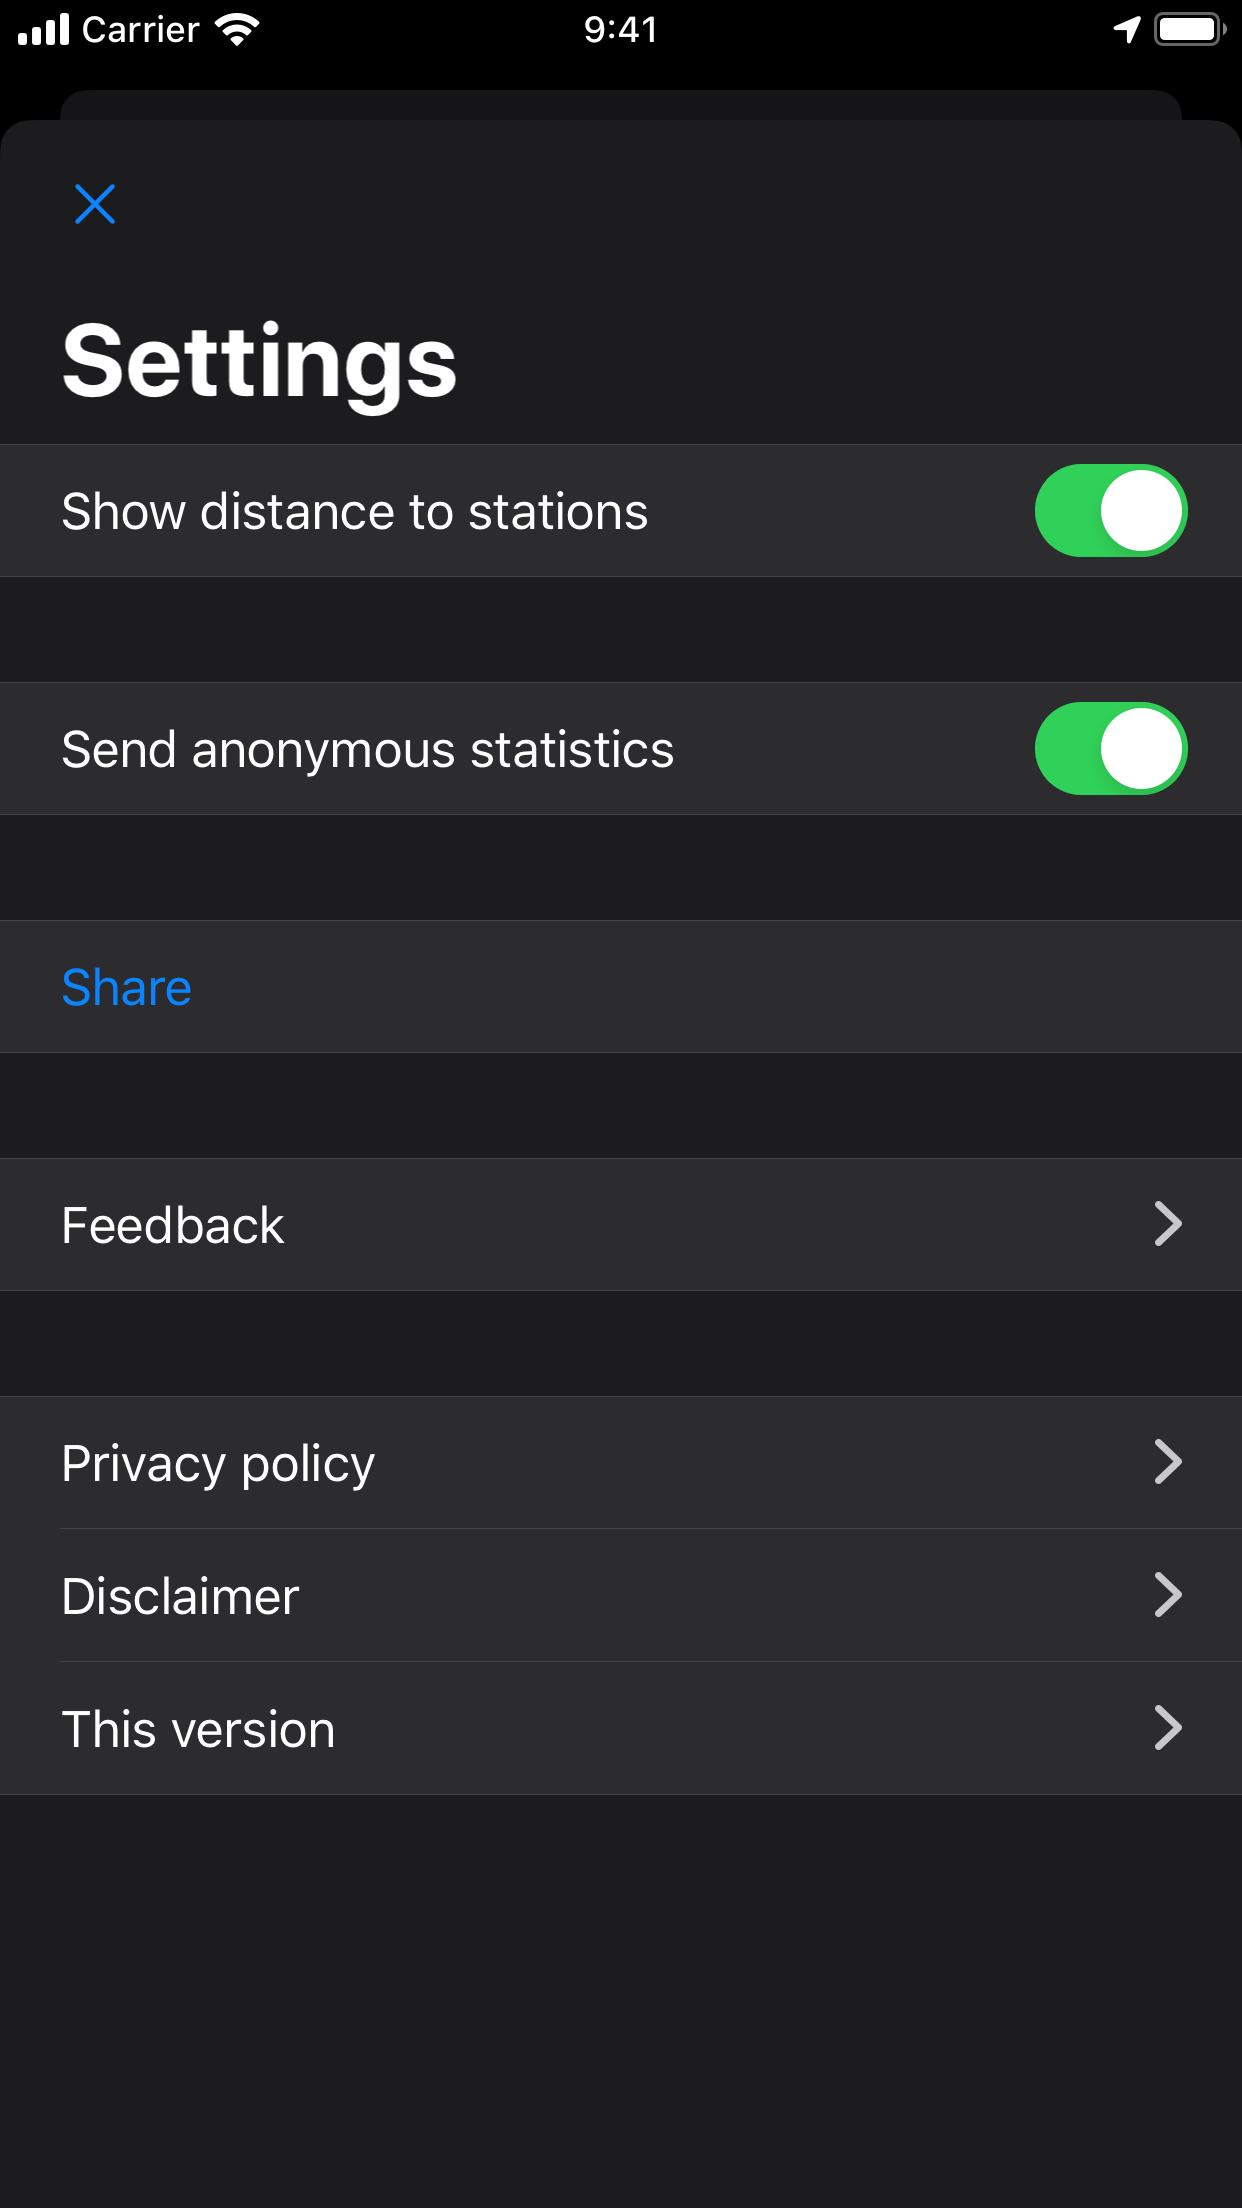 Carrier 9:41
Settings
Show distance to stations
Send anonymous statistics
Share
Feedback
Privacy policy
Disclaimer
This version